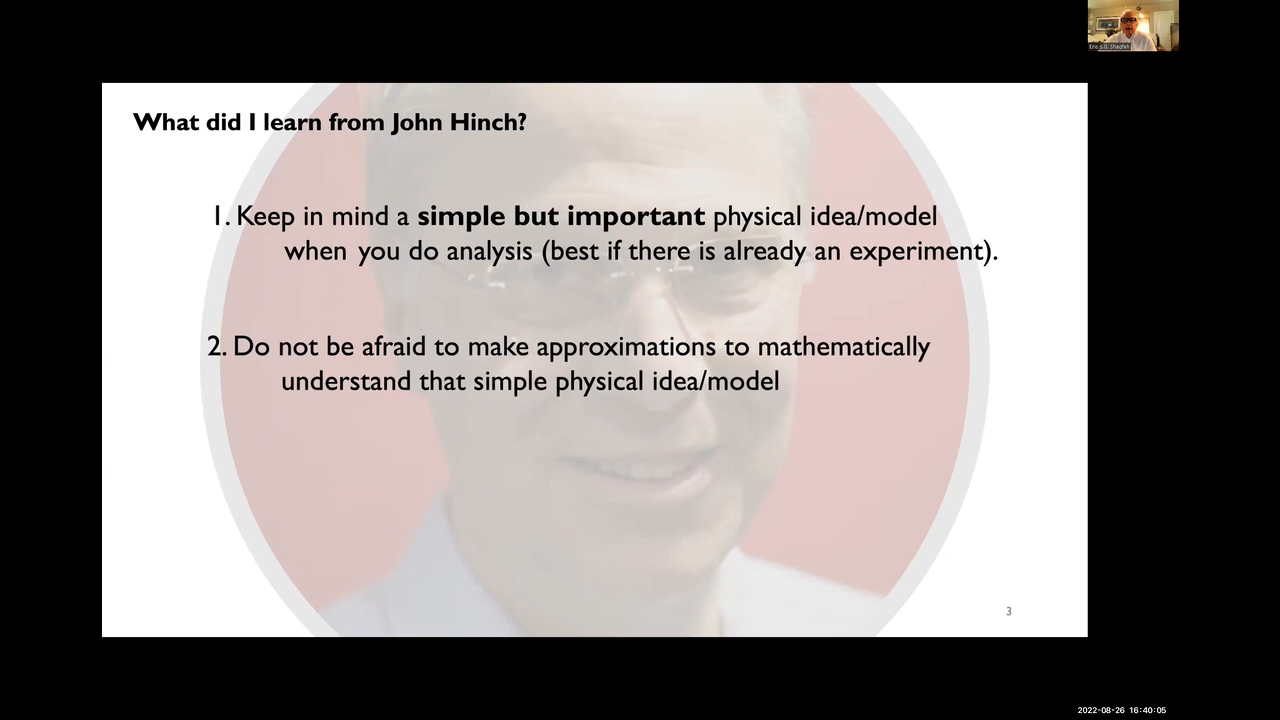 Eric S.G. Shaqfeh
What did I learn from John Hinch?
1. Keep in mind a simple but important physical idea/model
when you do analysis (best if there is already an experiment).
2. Do not be afraid to make approximations to mathematically
understand that simple physical idea/model
3
2022-08-26 16:40:05